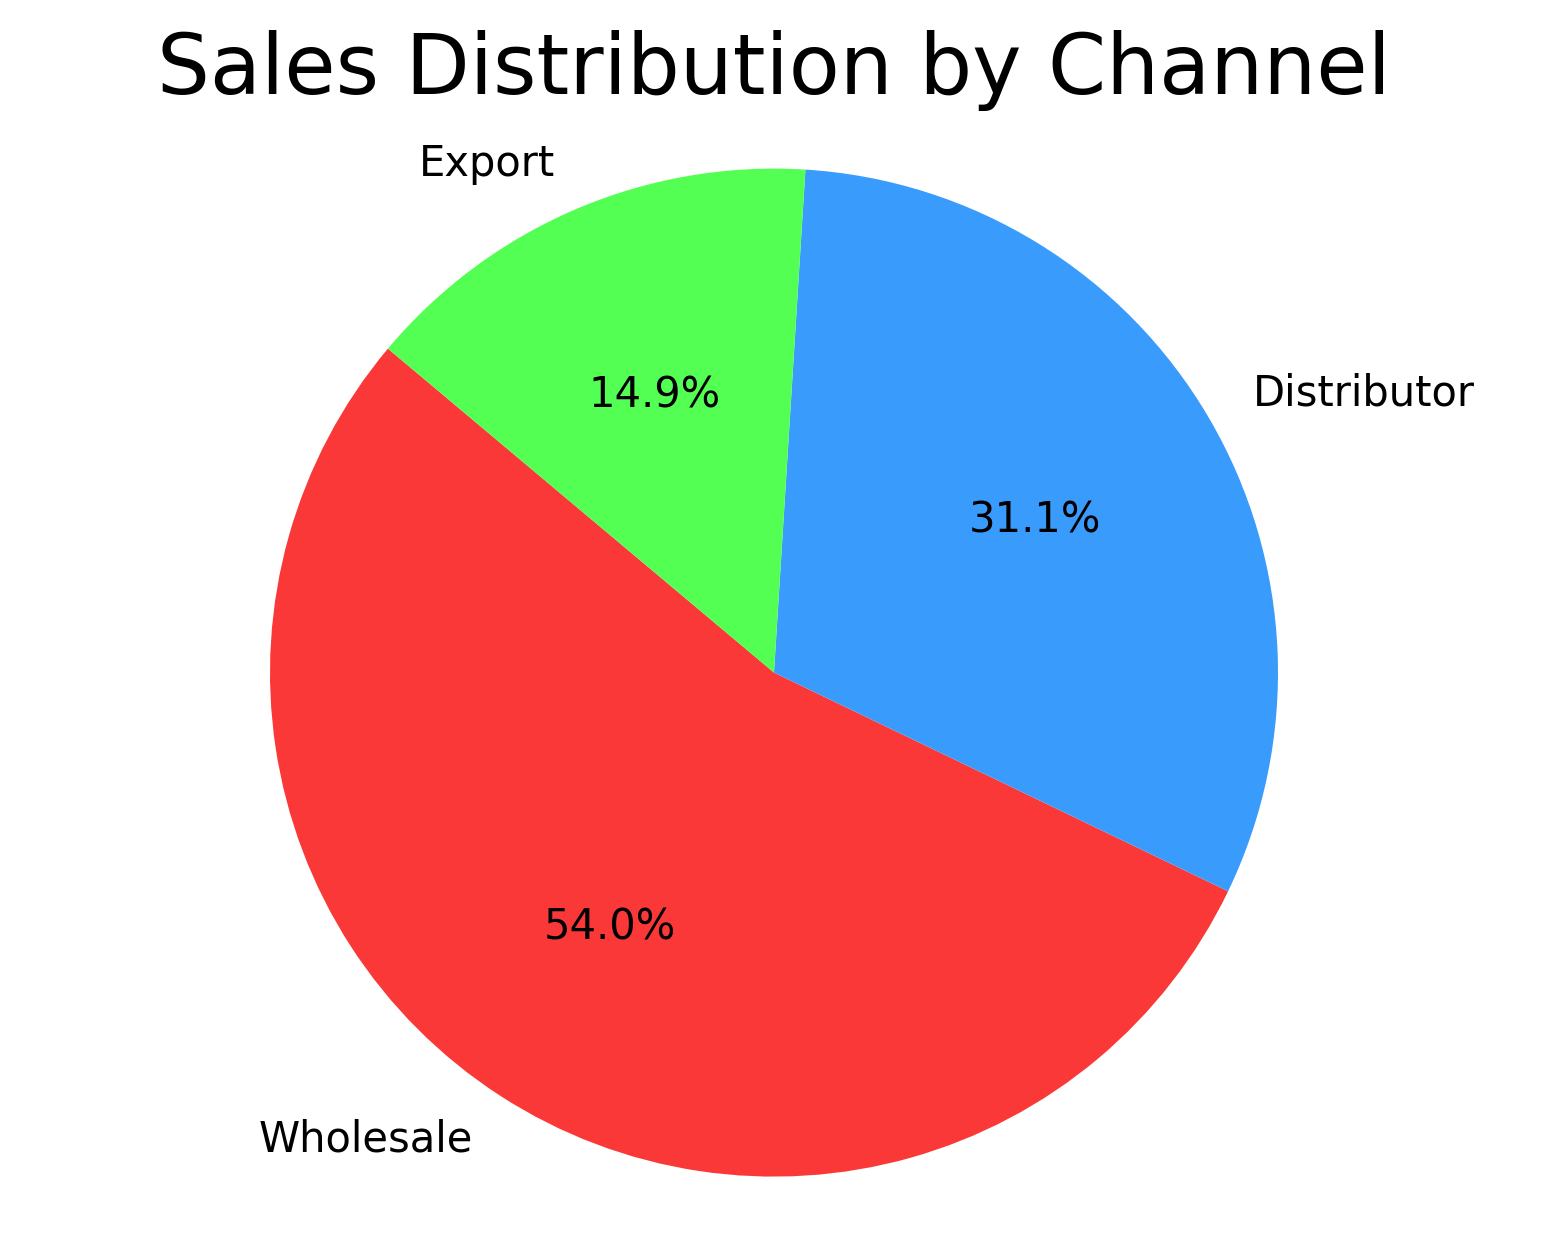 Sales Distribution by Channel
Export
14.9%
Distributor
31.1%
54.0%
Wholesale